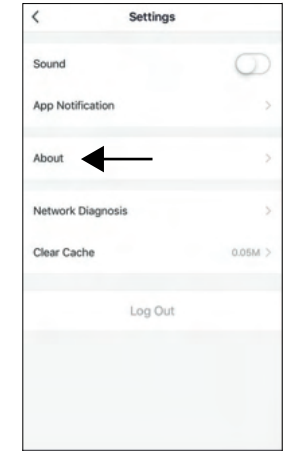 Settings
Sound
App Notification
About
Network Diagnosis
Clear Cache 0.05M
Log Out